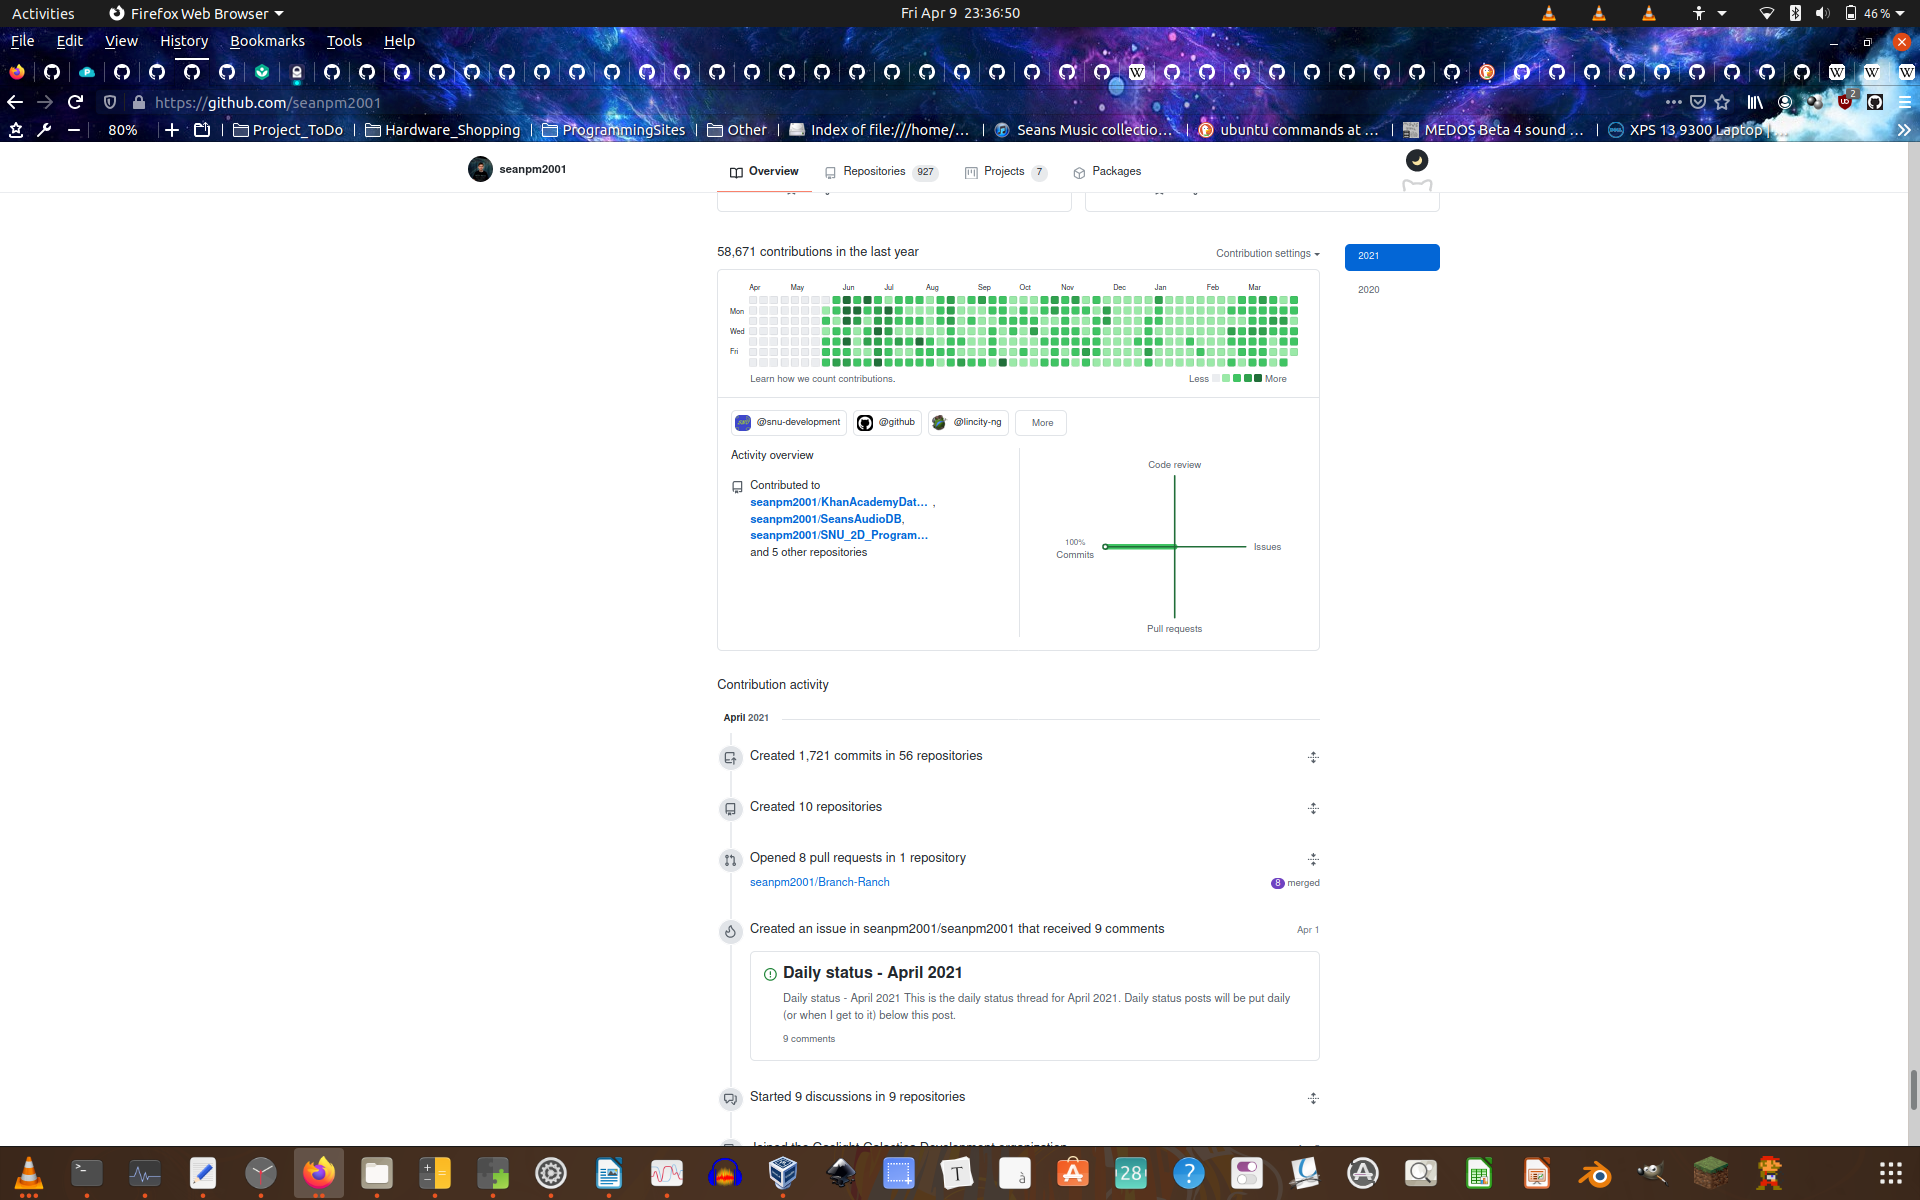 Activities Firefox Web Browser Fri Apr 9 23:36:50 46 %
File Edit View History Bookmarks Tools Help
https://github.com/seanpm2001 2
80% Project_ToDo Hardware_Shopping ProgrammingSites Other Index of file:///home/... Seans Music collectio... ubuntu commands at ... MEDOS Beta 4 sound ... XPS 13 9300 Laptop |...
seanpm2001 Overview Repositories 927 Projects 7 Packages
58,671 contributions in the last year Contribution settings 2021
2020
Apr May Jun Jul Aug Sep Oct Nov Dec Jan Feb Mar
Mon
Wed
Fri
Learn how we count contributions. Less More
@snu-development @github @lincity-ng More
Activity overview
Contributed to
seanpm2001/KhanAcademyDat... ,
seanpm2001/SeansAudioDB,
seanpm2001/SNU_2D_Program...
and 5 other repositories
Code review
100%
Commits
Issues
Pull requests
Contribution activity
April 2021
Created 1,721 commits in 56 repositories
Created 10 repositories
Opened 8 pull requests in 1 repository
seanpm2001/Branch-Ranch 8 merged
Created an issue in seanpm2001/seanpm2001 that received 9 comments Apr 1
Daily status - April 2021
Daily status - April 2021 This is the daily status thread for April 2021. Daily status posts will be put daily
(or when I get to it) below this post.
9 comments
Started 9 discussions in 9 repositories